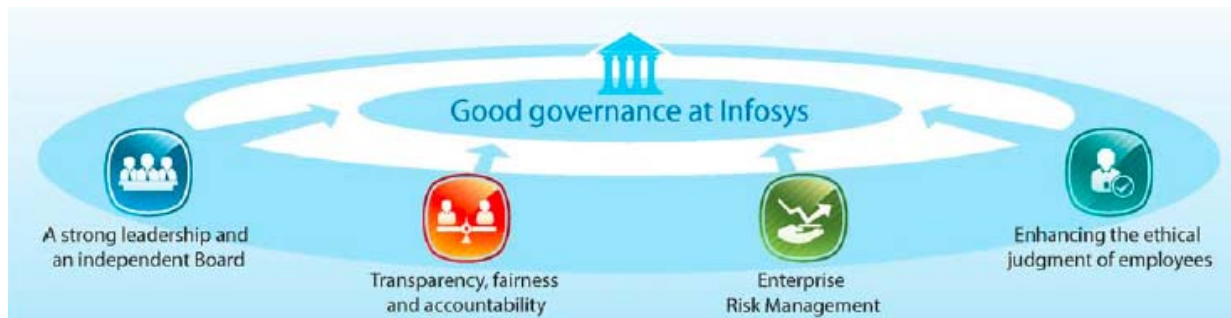 Good governance at Infosys
A strong leadership and
an independent Board
Transparency, fairness
and accountability
Enterprise
Risk Management
Enhancing the ethical
judgment of employees